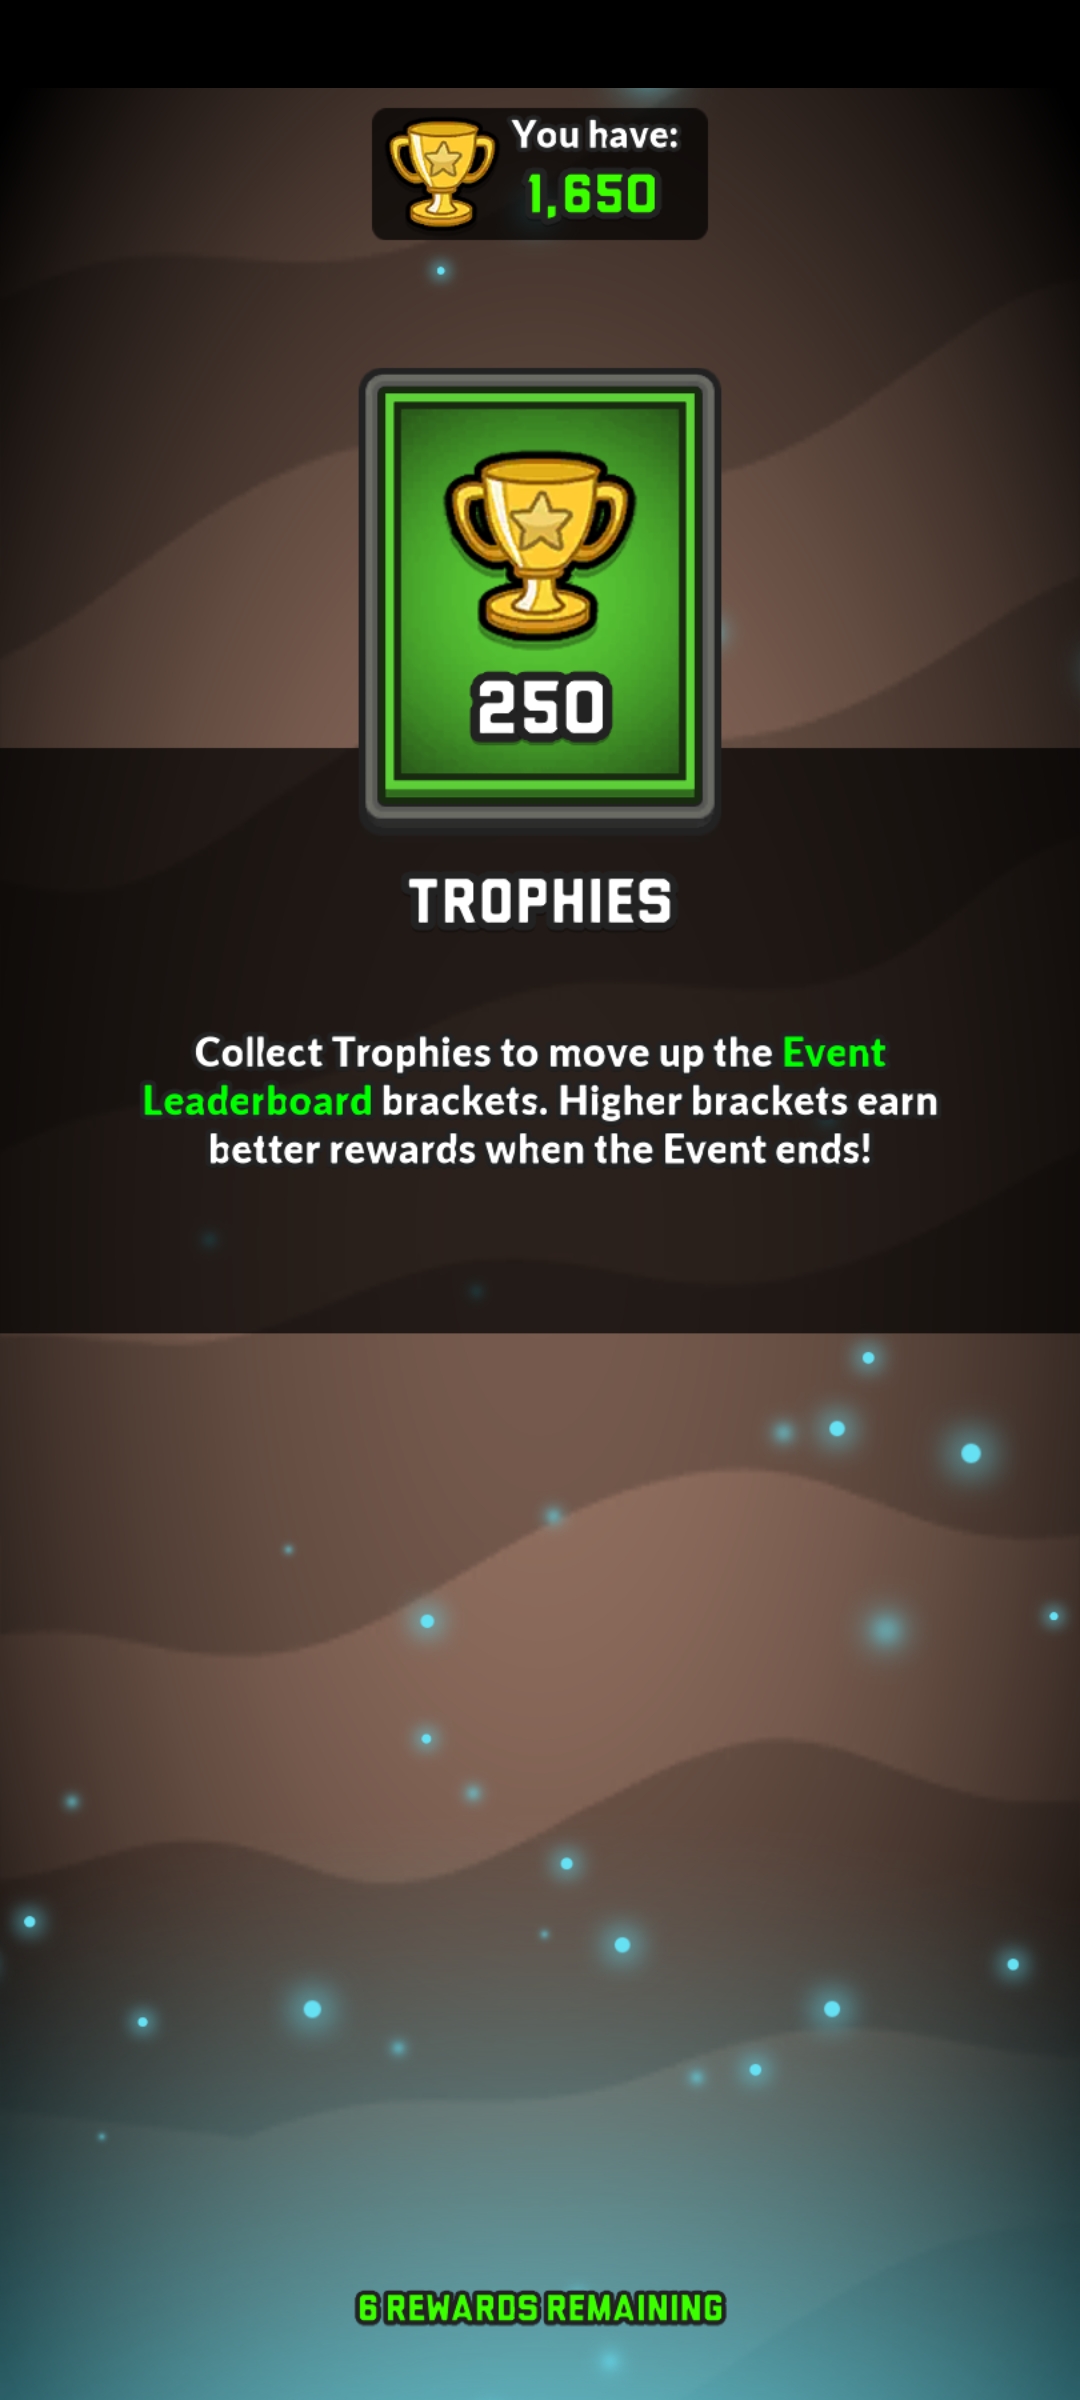 You have:
1,650
250
TROPHIES
Collect Trophies to move up the Event
Leaderboard brackets. Higher brackets earn
better rewards when the Event ends!
6 REWARDS REMAINING